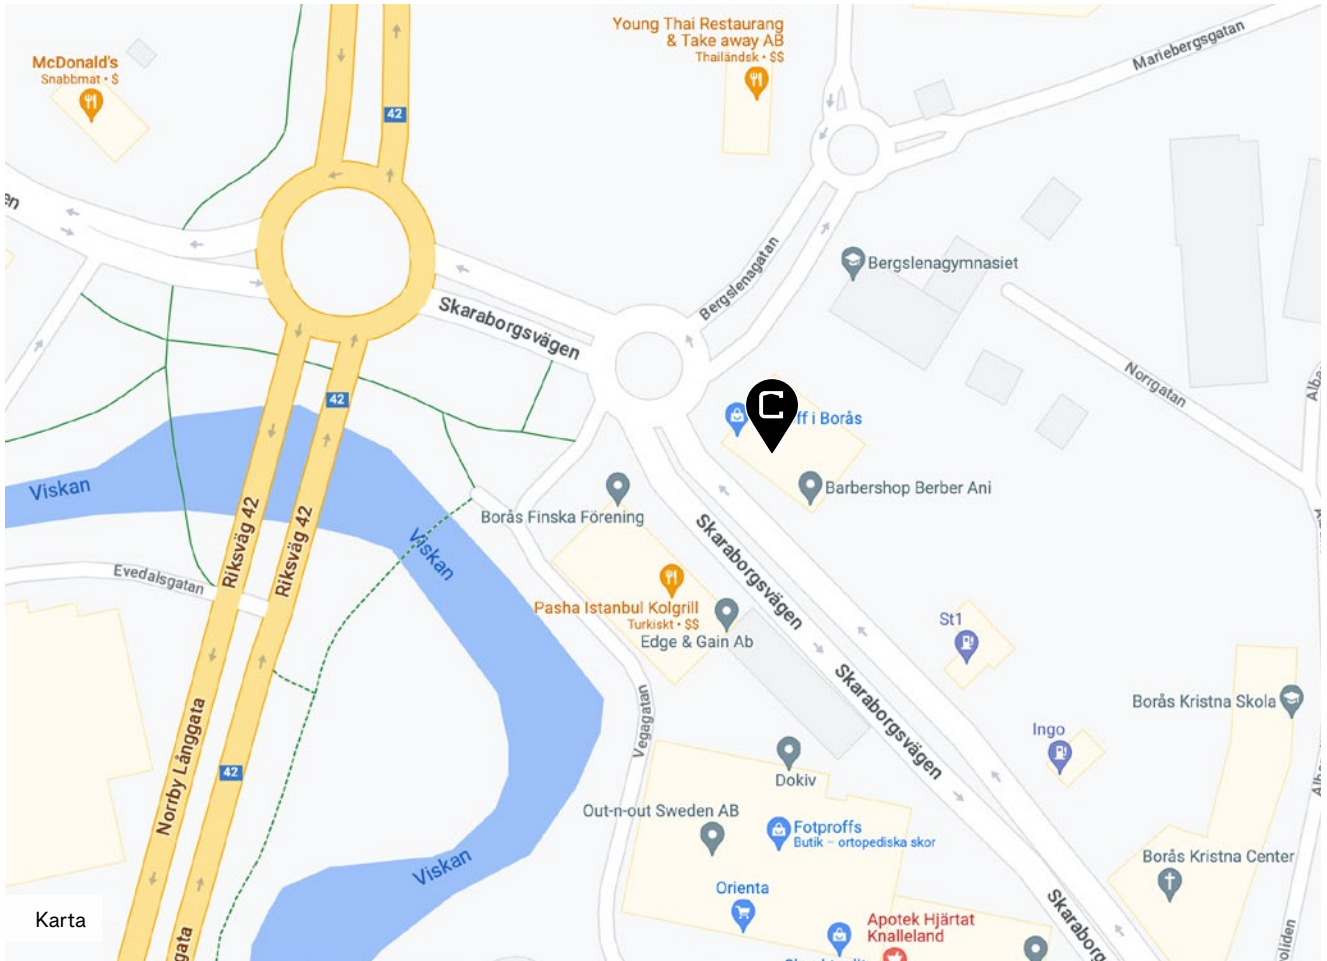 Young Thai Restaurang
& Take away AB
Thailändsk • $$
McDonald's
Snabbmat • $
Mariebergsgatan
42
Bergslenagatan
Bergslenagymnasiet
Skaraborgsvägen
Norrgatan
42
C
i Borås
Viskan
Barbershop Berber Ani
Borås Finska Förening
Riksväg 42
Riksväg 42
Viskan
Skaraborgsvägen
Evedalsgatan
Pasha Istanbul Kolgrill
Turkiskt • $$
Edge & Gain Ab
St1
Skaraborgsvägen
Borås Kristna Skola
Vegagatan
Norrby Långgata
Ingo
42
Dokiv
Out-n-out Sweden AB
Fotproffs
Butik – ortopediska skor
Viskan
Borås Kristna Center
Orienta
Karta
Apotek Hjärtat
Knalleland
Skaraborg
gata